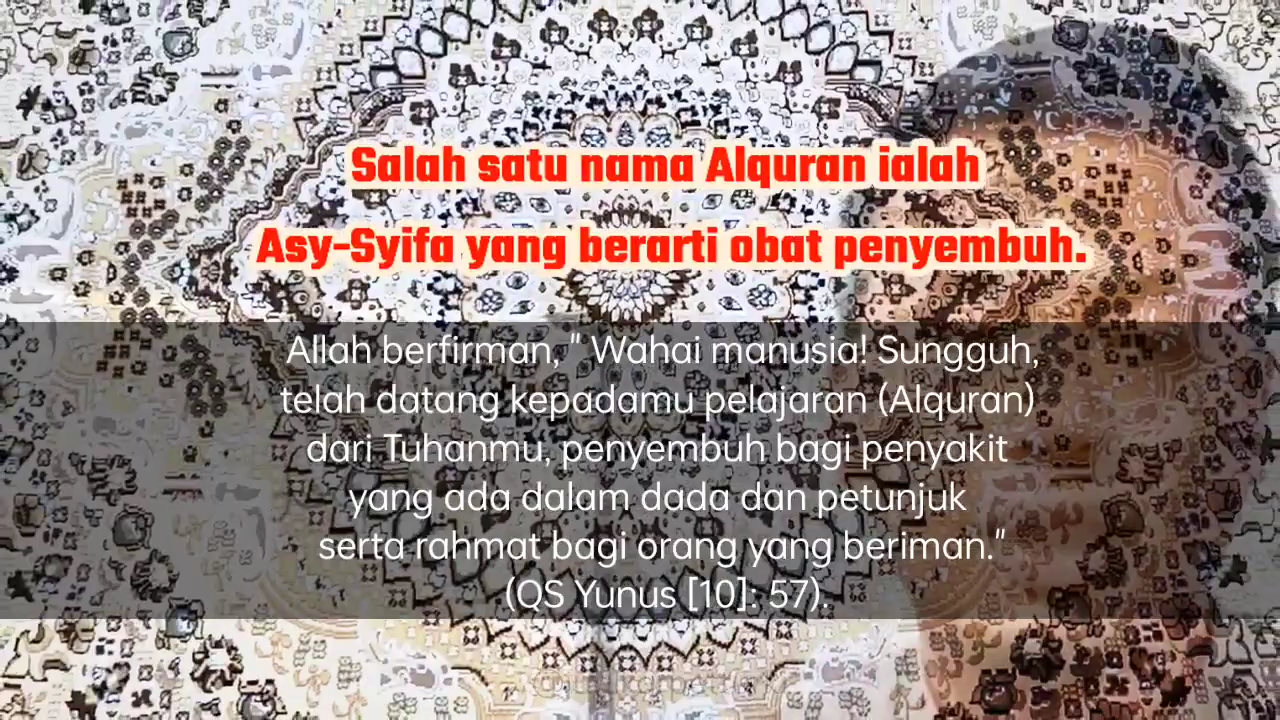 Salah satu nama Alquran ialah
Asy-Syifa yang berarti obat penyembuh.
Allah berfirman, " Wahai manusia! Sungguh,
telah datang kepadamu pelajaran (Alquran)
dari Tuhanmu, penyembuh bagi penyakit
yang ada dalam dada dan petunjuk
serta rahmat bagi orang yang beriman."
(QS Yunus [10]: 57).